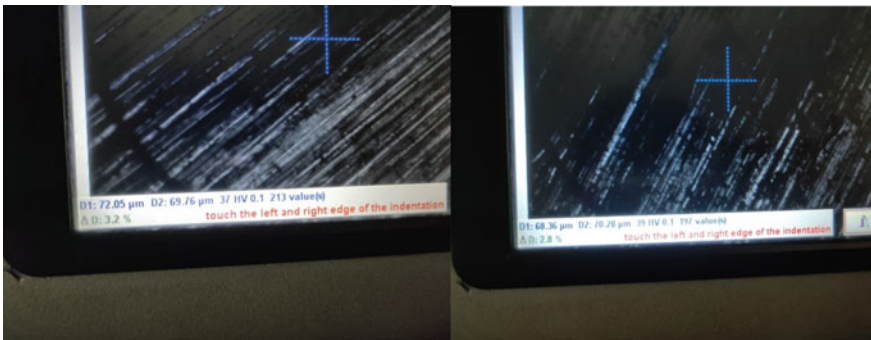 D1: 72.05 µm D2: 69.76 µm 37 HV 0.1 213 value(s)
Δ D: 3.2 % touch the left and right edge of the indentation
D1: 68.36 µm D2: 70.28 µm 39 HV 0.1 197 value(s)
Δ D: 2.8 % touch the left and right edge of the indentation